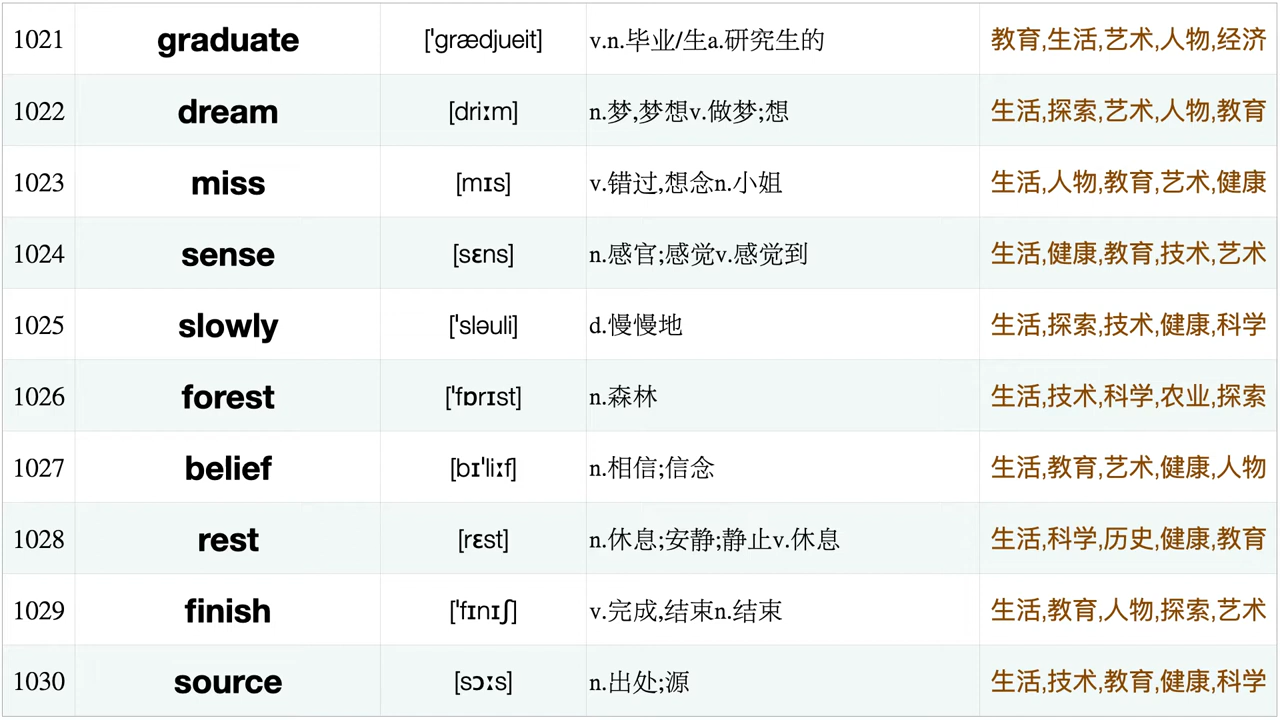 1021 graduate ['grædjueit] v.n.毕业/生a.研究生的 教育,生活,艺术,人物,经济
1022 dream [driːm] n.梦,梦想v.做梦;想 生活,探索,艺术,人物,教育
1023 miss [mɪs] v.错过,想念n.小姐 生活,人物,教育,艺术,健康
1024 sense [sɛns] n.感官;感觉v.感觉到 生活,健康,教育,技术,艺术
1025 slowly ['sləuli] d.慢慢地 生活,探索,技术,健康,科学
1026 forest ['fɒrɪst] n.森林 生活,技术,科学,农业,探索
1027 belief [bɪ'liːf] n.相信;信念 生活,教育,艺术,健康,人物
1028 rest [rɛst] n.休息;安静;静止v.休息 生活,科学,历史,健康,教育
1029 finish ['fɪnɪʃ] v.完成,结束n.结束 生活,教育,人物,探索,艺术
1030 source [sɔːs] n.出处;源 生活,技术,教育,健康,科学